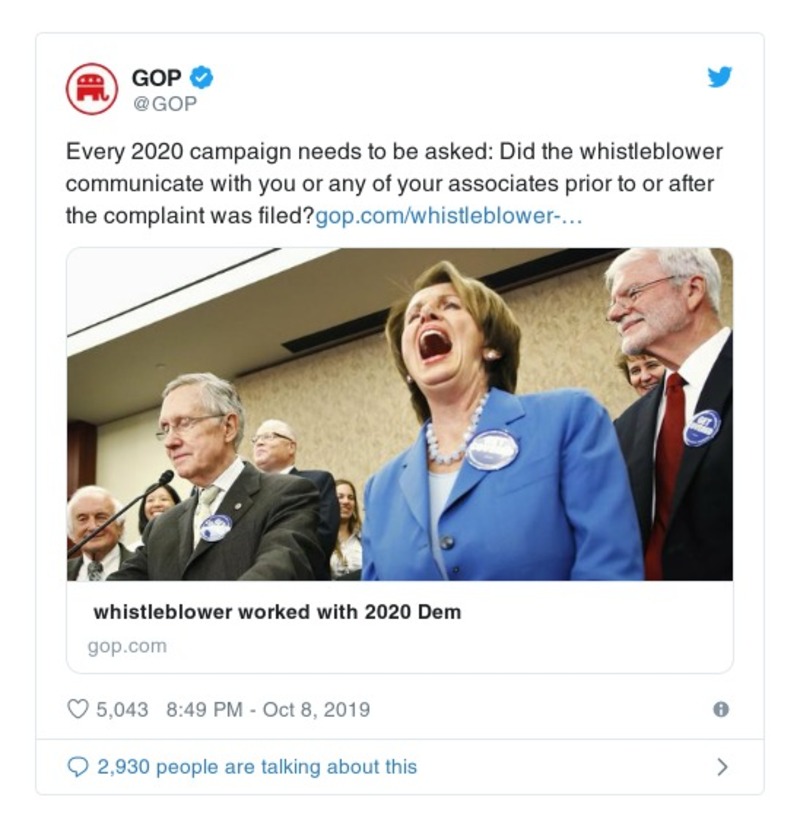 GOP
@GOP
Every 2020 campaign needs to be asked: Did the whistleblower
communicate with you or any of your associates prior to or after
the complaint was filed?gop.com/whistleblower-…
whistleblower worked with 2020 Dem
gop.com
5,043 8:49 PM - Oct 8, 2019
2,930 people are talking about this